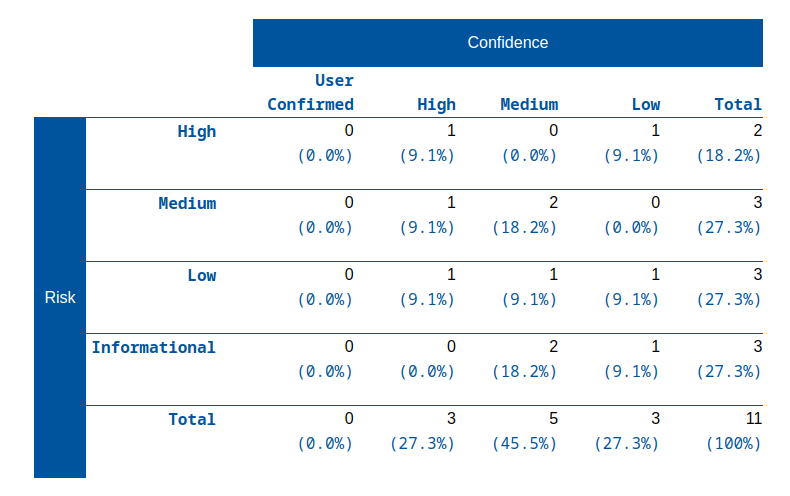 Confidence
User
Confirmed High Medium Low Total
High 0 1 0 1 2
(0.0%) (9.1%) (0.0%) (9.1%) (18.2%)
Medium 0 1 2 0 3
(0.0%) (9.1%) (18.2%) (0.0%) (27.3%)
Low 0 1 1 1 3
Risk (0.0%) (9.1%) (9.1%) (9.1%) (27.3%)
Informational 0 0 2 1 3
(0.0%) (0.0%) (18.2%) (9.1%) (27.3%)
Total 0 3 5 3 11
(0.0%) (27.3%) (45.5%) (27.3%) (100%)